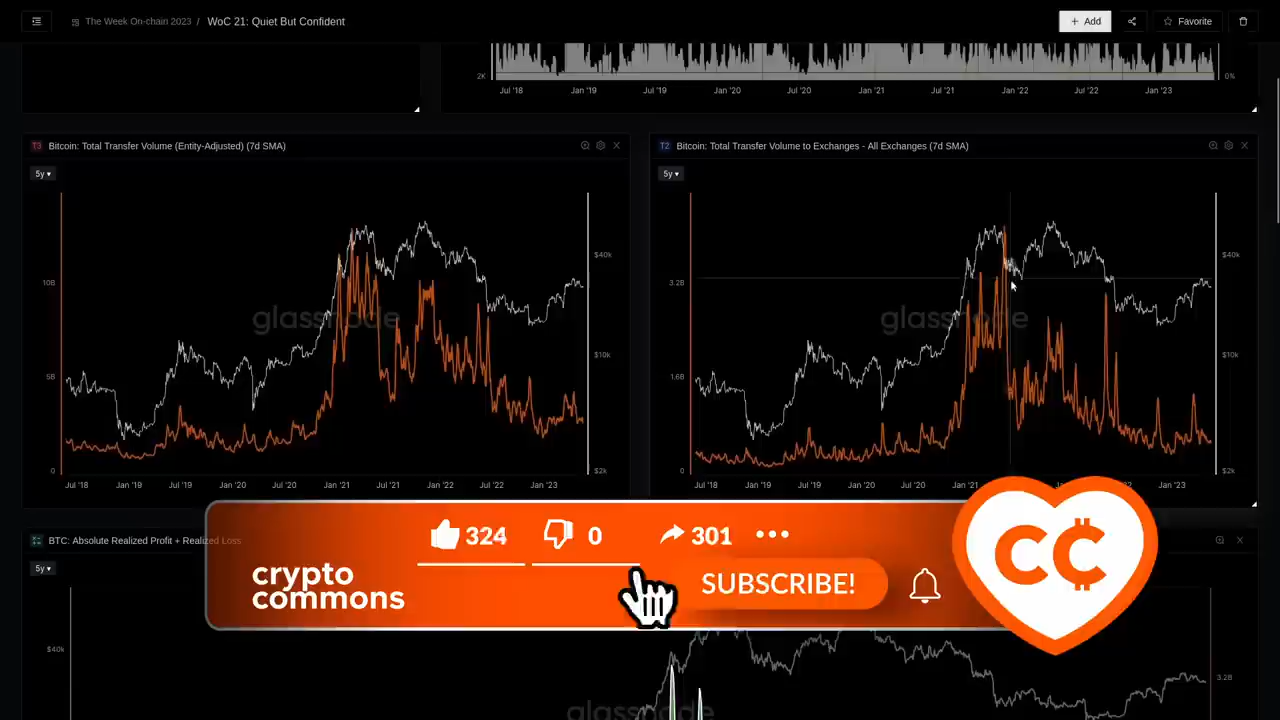 The Week On-chain 2023 / WoC 21: Quiet But Confident
+ Add
Favorite
2K
0%
Jul '18 Jan '19 Jul '19 Jan '20 Jul '20 Jan '21 Jul '21 Jan '22 Jul '22 Jan '23
T3 Bitcoin: Total Transfer Volume (Entity-Adjusted) (7d SMA)
5y
10B
5B
0
$40k
$10k
$2k
glassnode
Jul '18 Jan '19 Jul '19 Jan '20 Jul '20 Jan '21 Jul '21 Jan '22 Jul '22 Jan '23
T2 Bitcoin: Total Transfer Volume to Exchanges - All Exchanges (7d SMA)
5y
3.2B
1.6B
0
$40k
$10k
$2k
glassnode
Jul '18 Jan '19 Jul '19 Jan '20 Jul '20 Jan '21 Jan '23
BTC: Absolute Realized Profit + Realized Loss
5y
$40k
3.2B
glassnode
324
0
301
crypto
commons
SUBSCRIBE!
CC